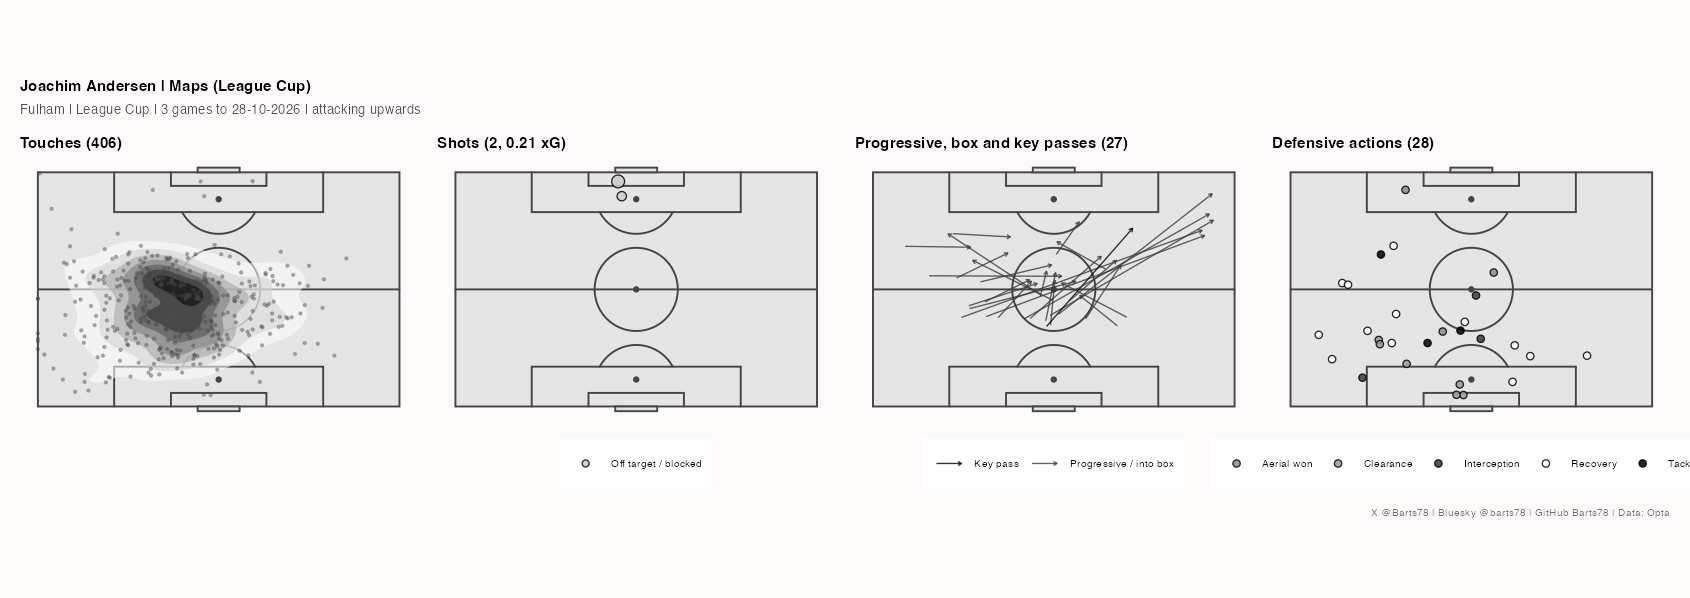 Joachim Andersen | Maps (League Cup)
Fulham | League Cup | 3 games to 28-10-2026 | attacking upwards
Touches (406)
Shots (2, 0.21 xG)
Progressive, box and key passes (27)
Defensive actions (28)
Off target / blocked
Key pass
Progressive / into box
Aerial won
Clearance
Interception
Recovery
Tack
X @Barts78 | Bluesky @barts78 | GitHub Barts78 | Data: Opta